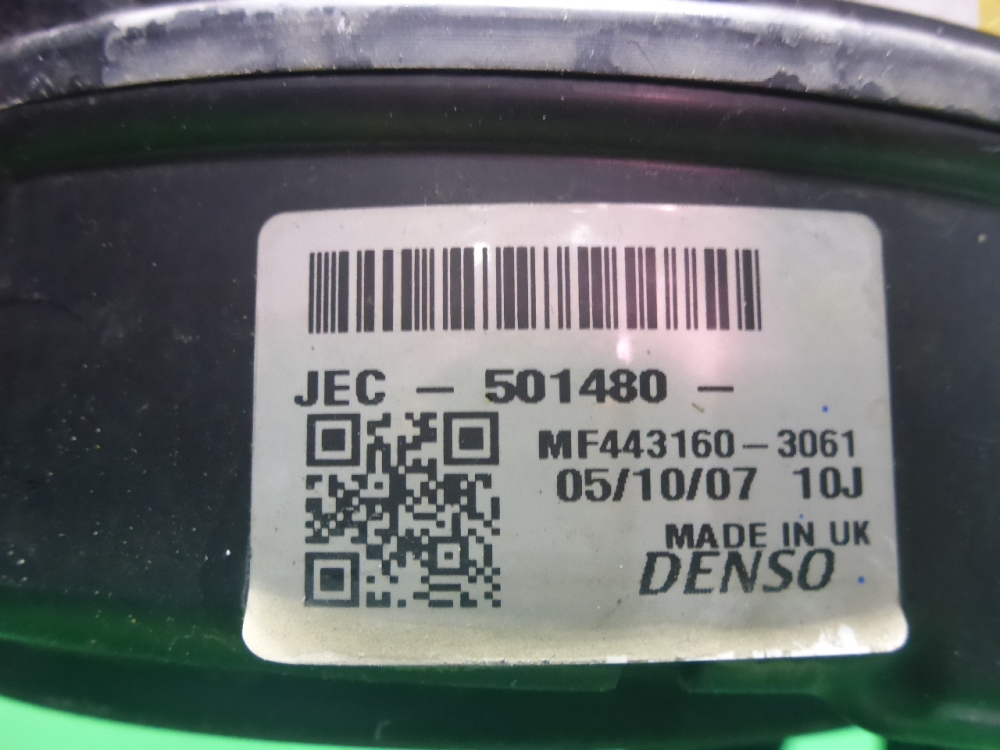 JEC - 501480 -
MF443160-3061
05/10/07 10J
MADE IN UK
DENSO